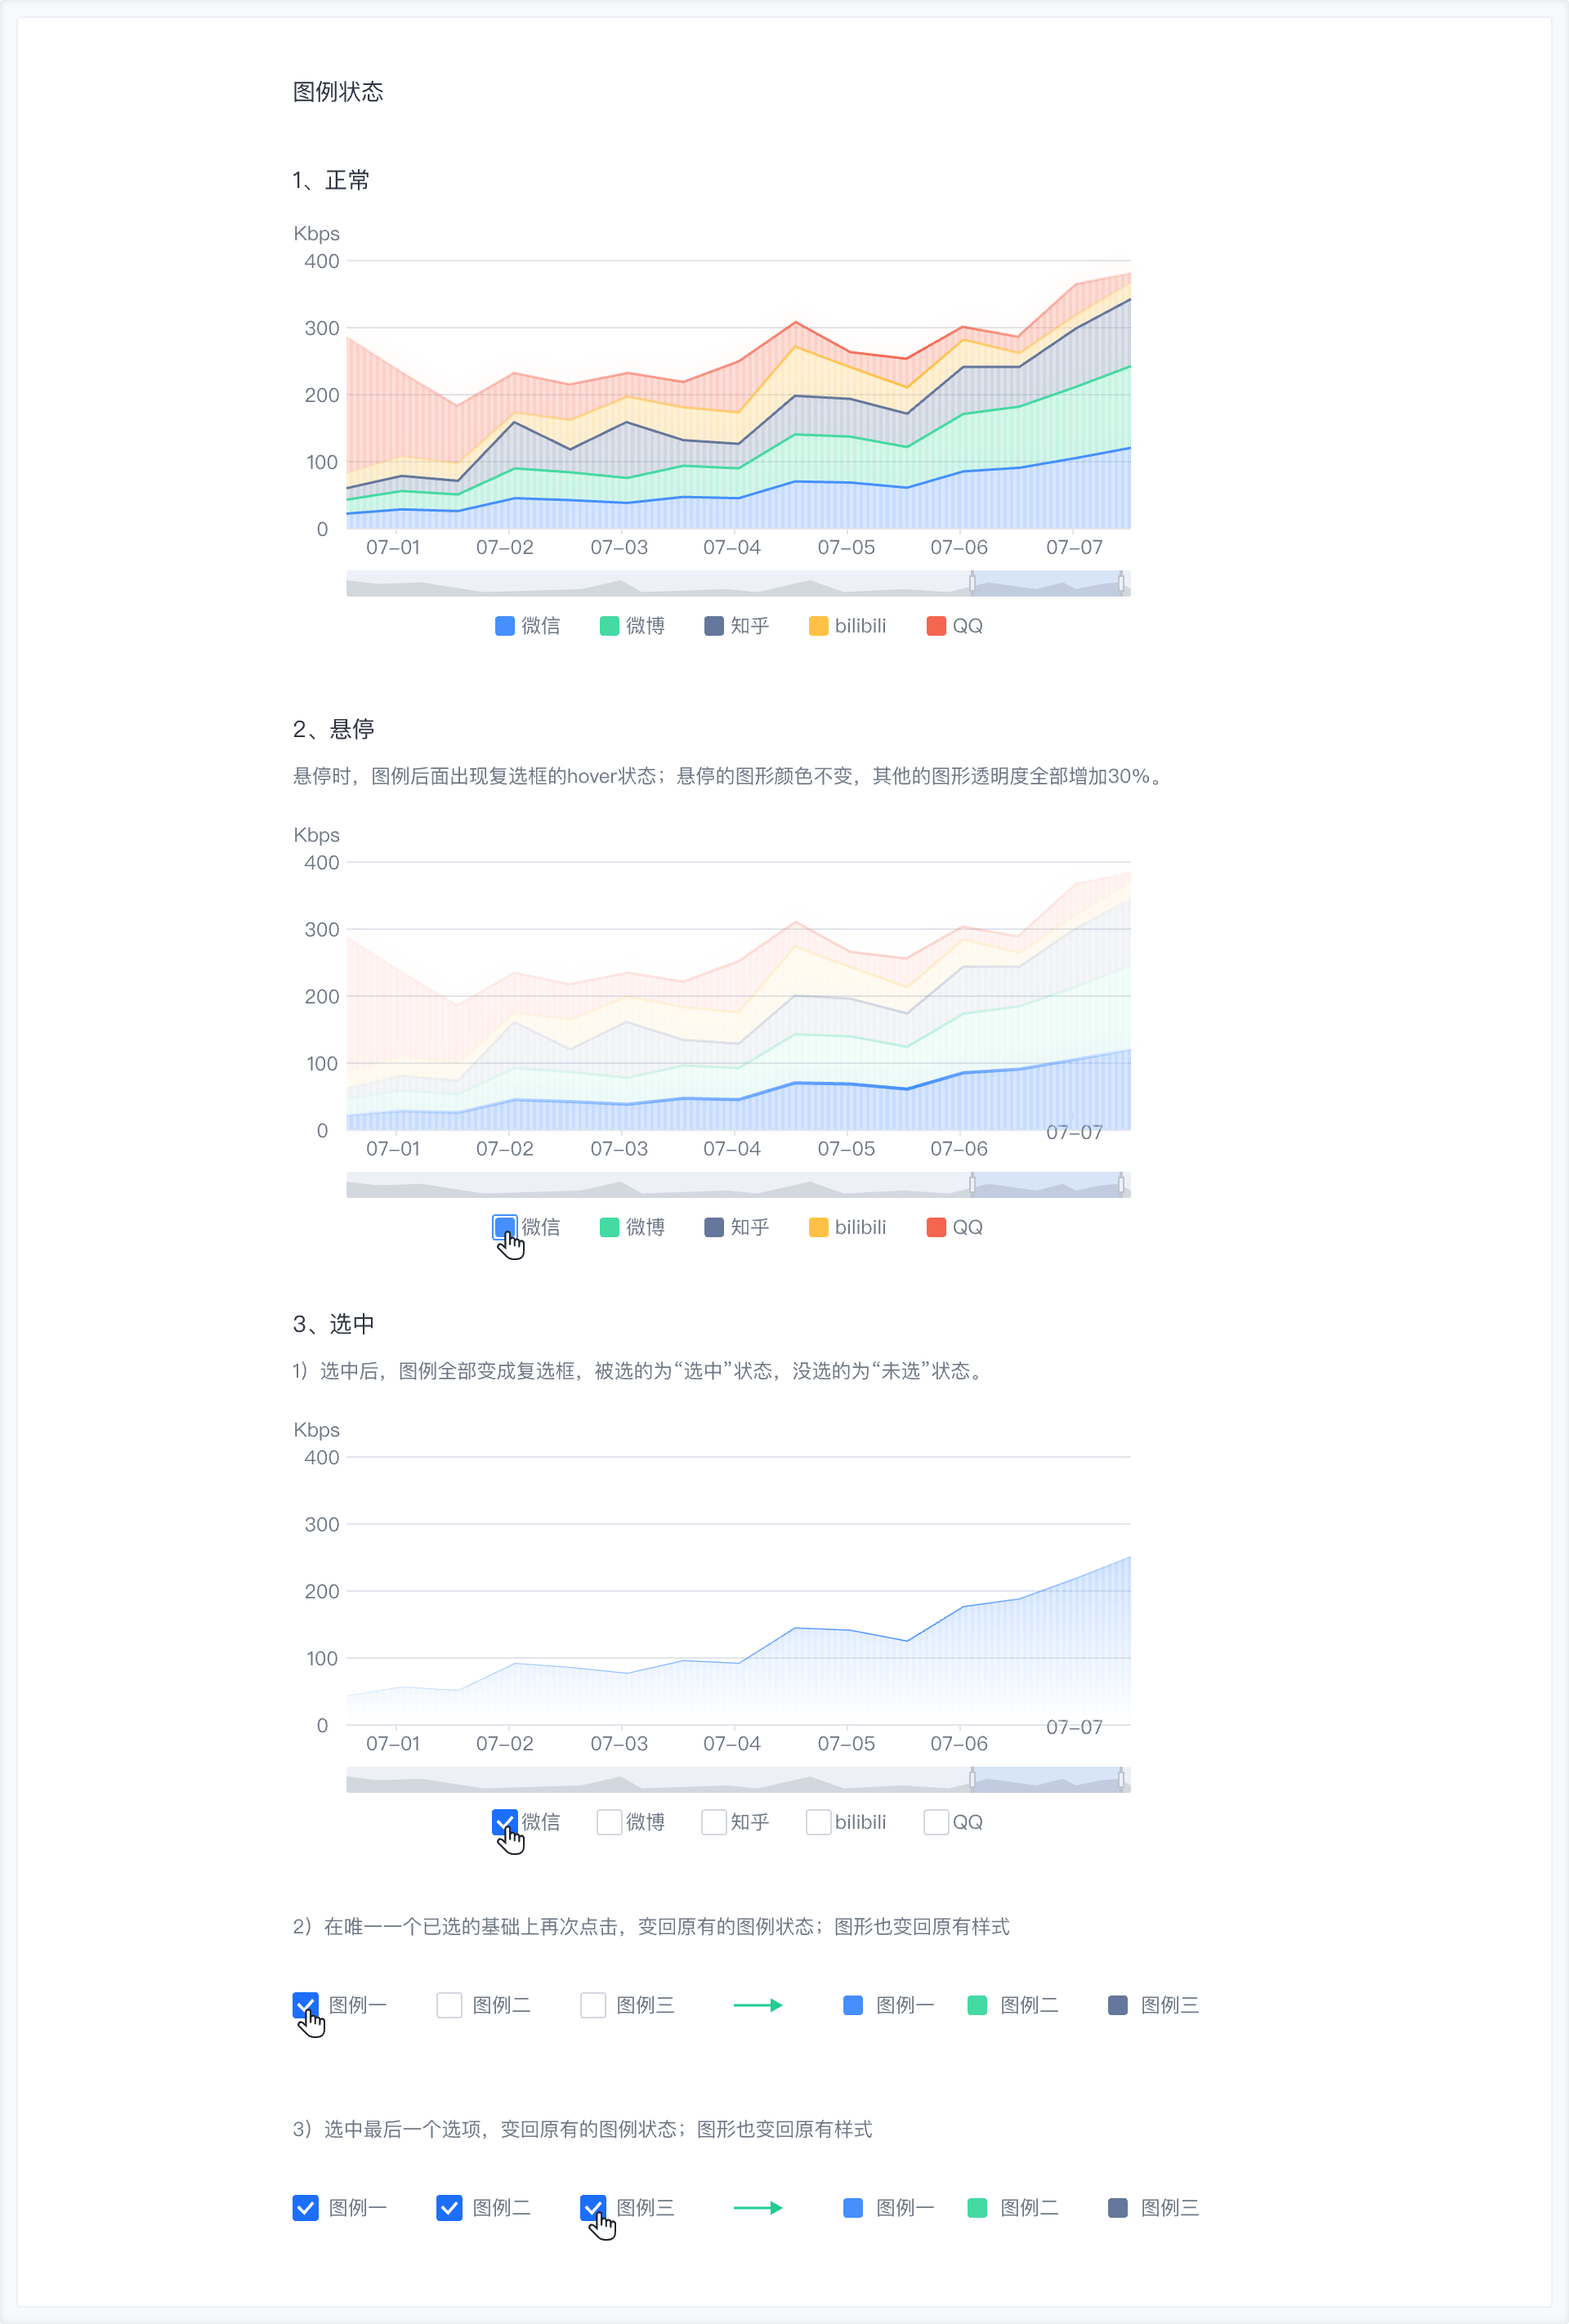 图例状态
1、正常
Kbps
400
300
200
100
0
07–01 07–02 07–03 07–04 07–05 07–06 07–07
微信 微博 知乎 bilibili QQ
2、悬停
悬停时，图例后面出现复选框的hover状态；悬停的图形颜色不变，其他的图形透明度全部增加30%。
Kbps
400
300
200
100
0
07–01 07–02 07–03 07–04 07–05 07–06 07–07
微信 微博 知乎 bilibili QQ
3、选中
1）选中后，图例全部变成复选框，被选的为“选中”状态，没选的为“未选”状态。
Kbps
400
300
200
100
0
07–01 07–02 07–03 07–04 07–05 07–06 07–07
微信 微博 知乎 bilibili QQ
2）在唯一一个已选的基础上再次点击，变回原有的图例状态；图形也变回原有样式
图例一 图例二 图例三 图例一 图例二 图例三
3）选中最后一个选项，变回原有的图例状态；图形也变回原有样式
图例一 图例二 图例三 图例一 图例二 图例三